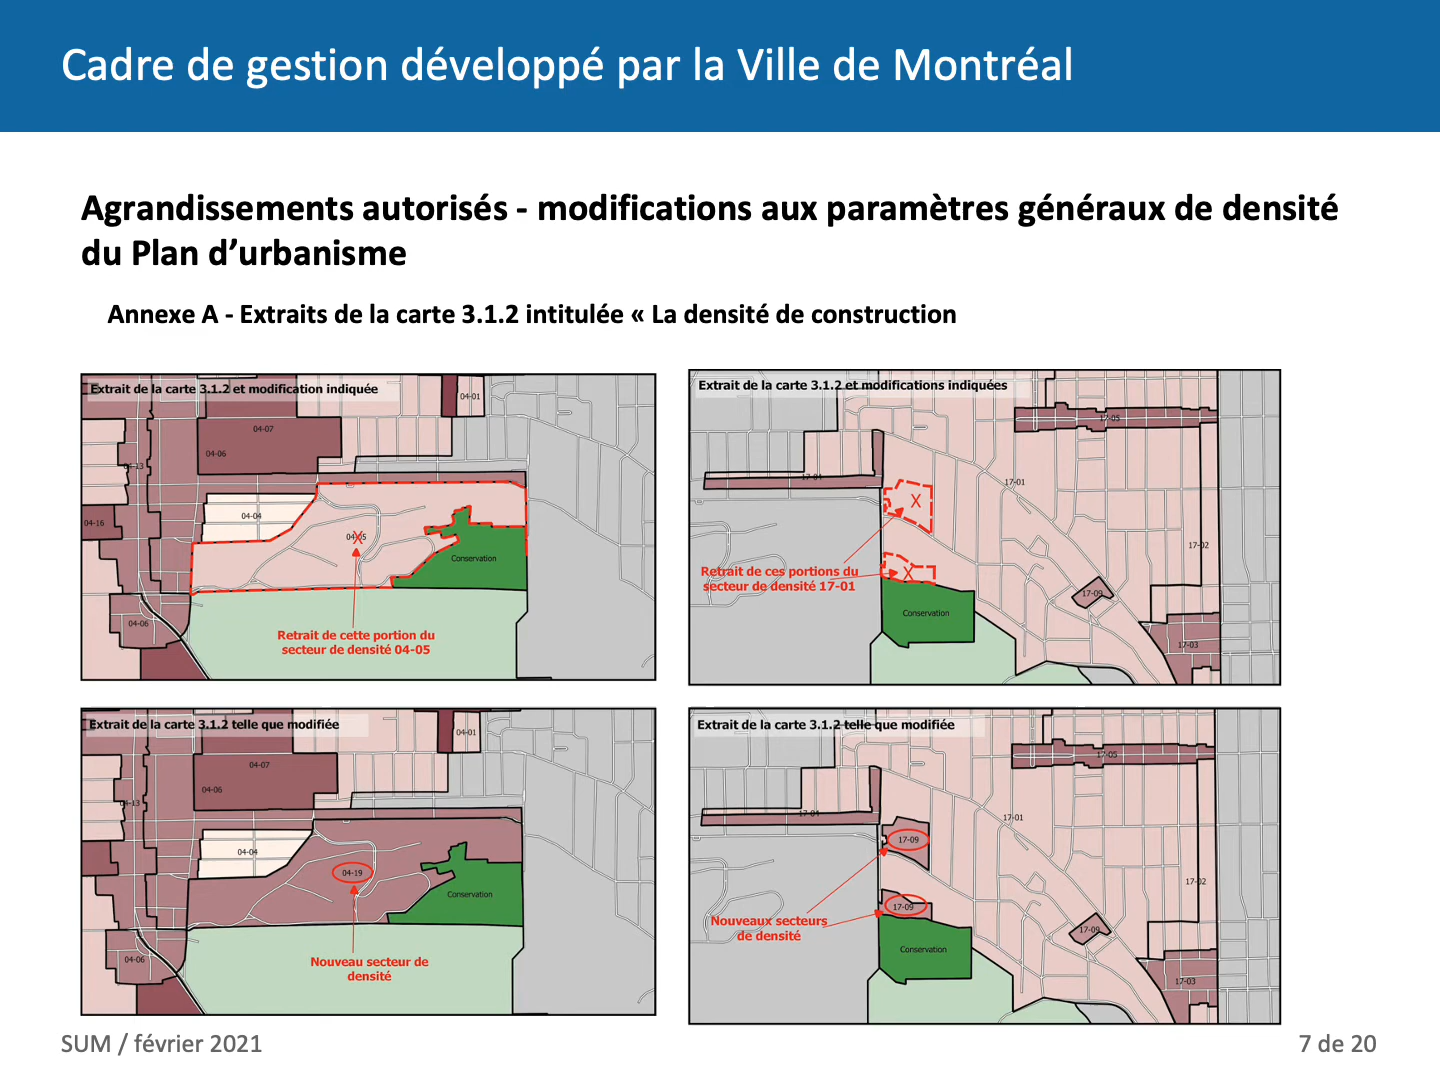 Cadre de gestion développé par la Ville de Montréal
Agrandissements autorisés - modifications aux paramètres généraux de densité
du Plan d’urbanisme
Annexe A - Extraits de la carte 3.1.2 intitulée « La densité de construction
Extrait de la carte 3.1.2 et modification indiquée
04-01
04-07
04-06
04-13
04-04
04-16
04-05
X
Conservation
04-06
Retrait de cette portion du
secteur de densité 04-05
Extrait de la carte 3.1.2 et modifications indiquées
17-05
17-04
17-01
X
17-02
Retrait de ces portions du
secteur de densité 17-01
X
17-09
Conservation
17-03
Extrait de la carte 3.1.2 telle que modifiée
04-01
04-07
04-06
04-13
04-04
04-19
Conservation
04-06
Nouveau secteur de
densité
Extrait de la carte 3.1.2 telle que modifiée
17-05
17-04
17-01
17-09
17-02
17-09
Nouveaux secteurs
de densité
17-09
Conservation
17-03
SUM / février 2021
7 de 20